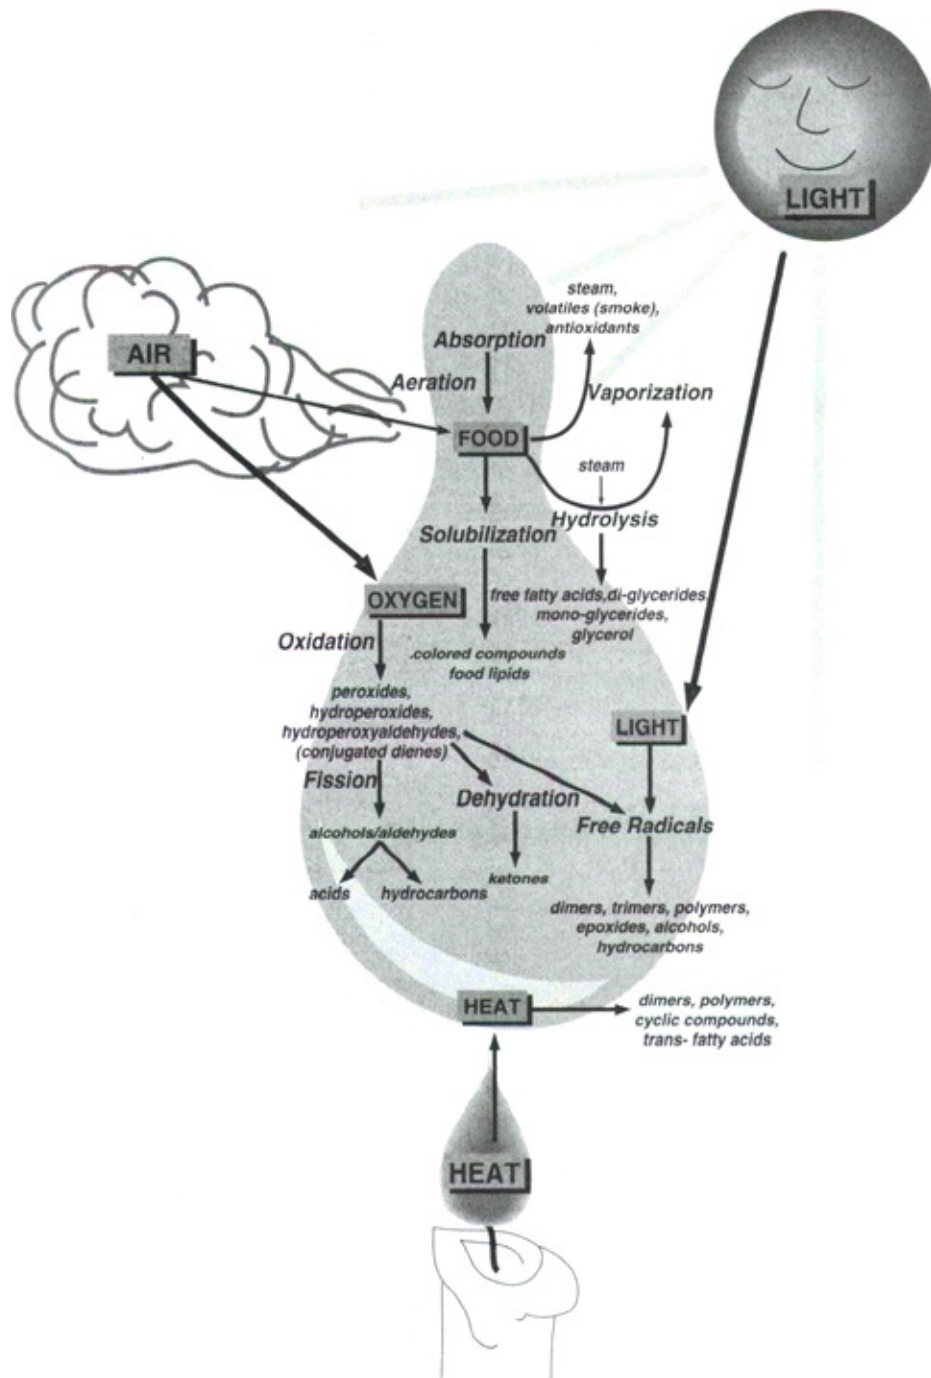 LIGHT
steam,
volatiles (smoke),
antioxidants
Absorption
AIR
Aeration
Vaporization
FOOD
steam
Hydrolysis
Solubilization
free fatty acids,di-glycerides,
mono-glycerides,
glycerol
OXYGEN
Oxidation
.colored compounds
food lipids
peroxides,
hydroperoxides,
hydroperoxyaldehydes,
(conjugated dienes)
LIGHT
Fission
Dehydration
Free Radicals
alcohols/aldehydes
ketones
acids
hydrocarbons
dimers, trimers, polymers,
epoxides, alcohols,
hydrocarbons
HEAT
dimers, polymers,
cyclic compounds,
trans- fatty acids
HEAT